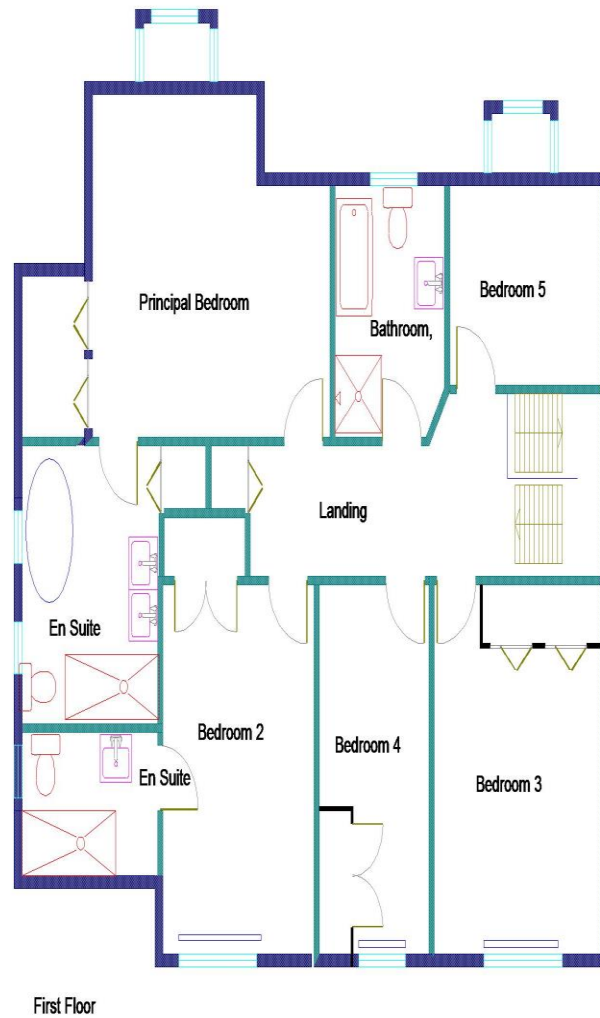 Principal Bedroom
Bedroom 5
Bathroom,
Landing
En Suite
Bedroom 2
Bedroom 4
En Suite
Bedroom 3
First Floor